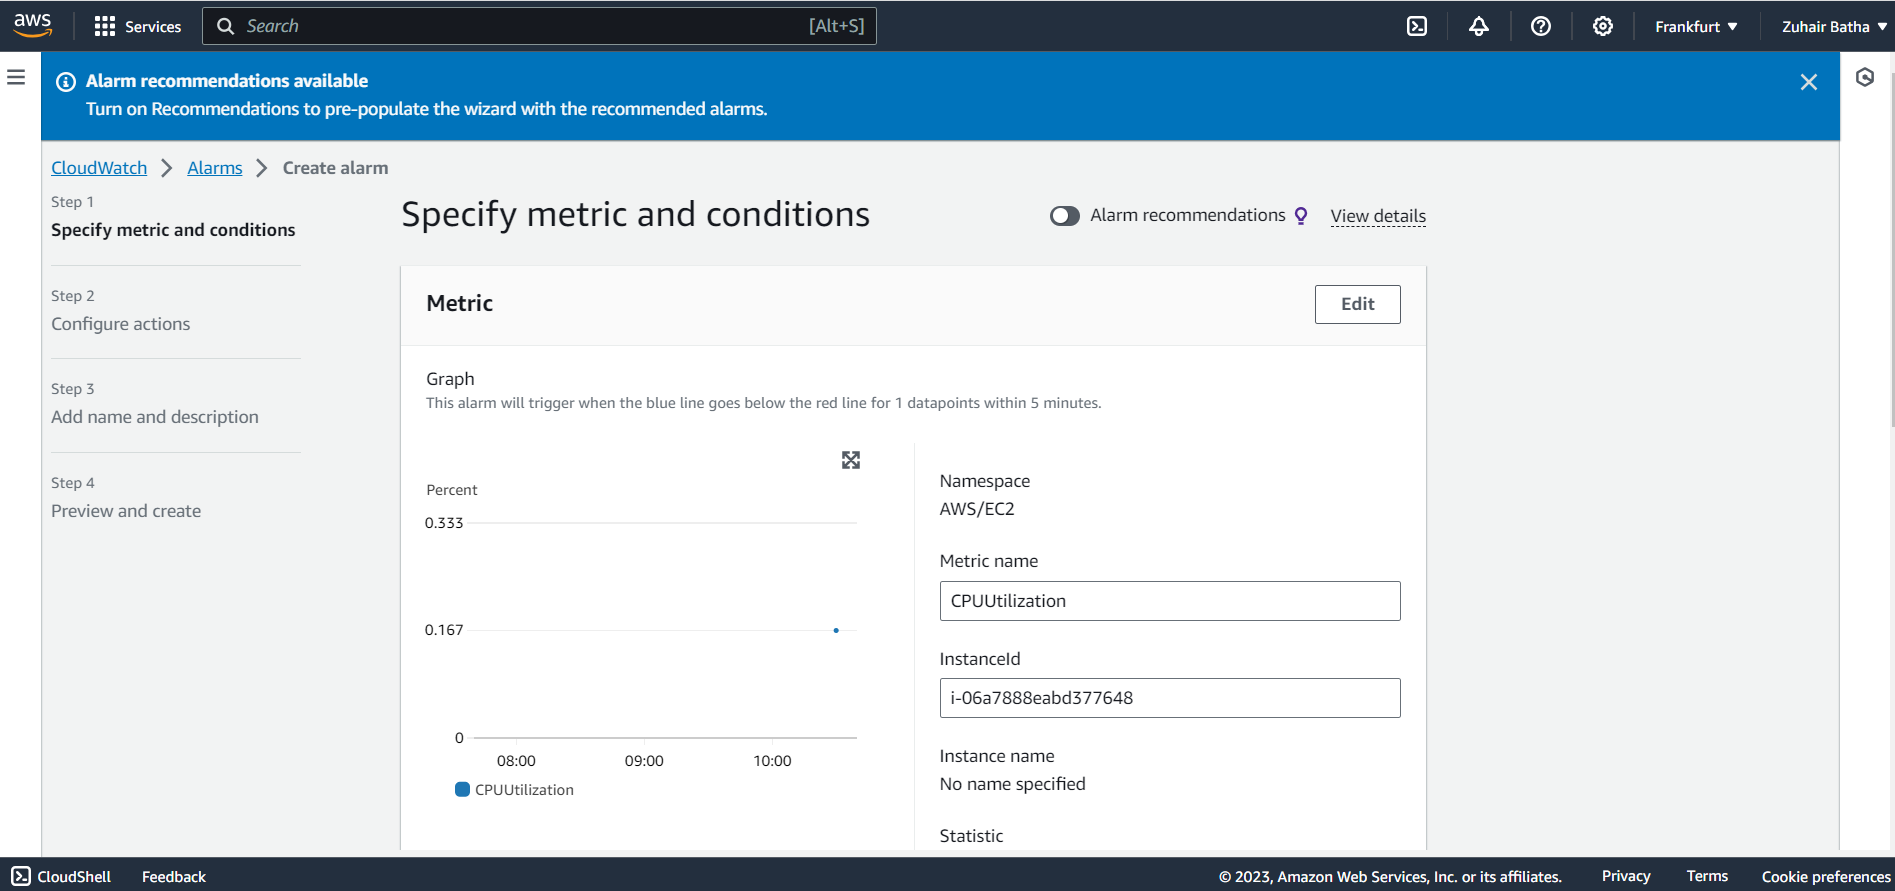 aws
Services
Search
[Alt+S]
Frankfurt
Zuhair Batha
Alarm recommendations available
Turn on Recommendations to pre-populate the wizard with the recommended alarms.
CloudWatch
Alarms
Create alarm
Step 1
Specify metric and conditions
Step 2
Configure actions
Step 3
Add name and description
Step 4
Preview and create
Specify metric and conditions
Alarm recommendations
View details
Metric
Edit
Graph
This alarm will trigger when the blue line goes below the red line for 1 datapoints within 5 minutes.
Percent
0.333
0.167
0
08:00
09:00
10:00
CPUUtilization
Namespace
AWS/EC2
Metric name
CPUUtilization
InstanceId
i-06a7888eabd377648
Instance name
No name specified
Statistic
CloudShell
Feedback
© 2023, Amazon Web Services, Inc. or its affiliates.
Privacy
Terms
Cookie preferences